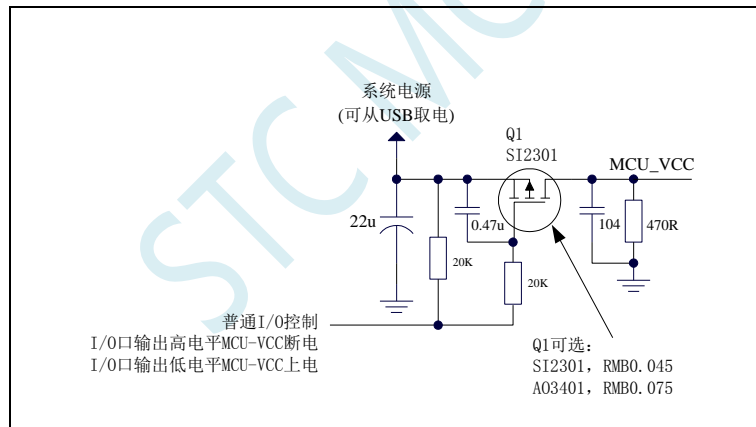 STC MC
系统电源
(可从USB取电)
Q1
SI2301
MCU_VCC
22u
0.47u
104
470R
20K
20K
普通I/O控制
I/O口输出高电平MCU-VCC断电
I/O口输出低电平MCU-VCC上电
Q1可选:
SI2301, RMB0.045
AO3401, RMB0.075